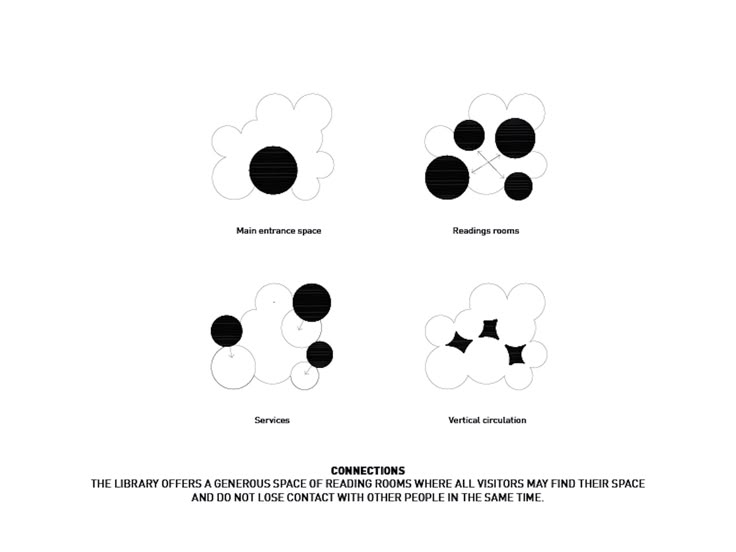 Main entrance space
Readings rooms
Services
Vertical circulation
CONNECTIONS
THE LIBRARY OFFERS A GENEROUS SPACE OF READING ROOMS WHERE ALL VISITORS MAY FIND THEIR SPACE
AND DO NOT LOSE CONTACT WITH OTHER PEOPLE IN THE SAME TIME.